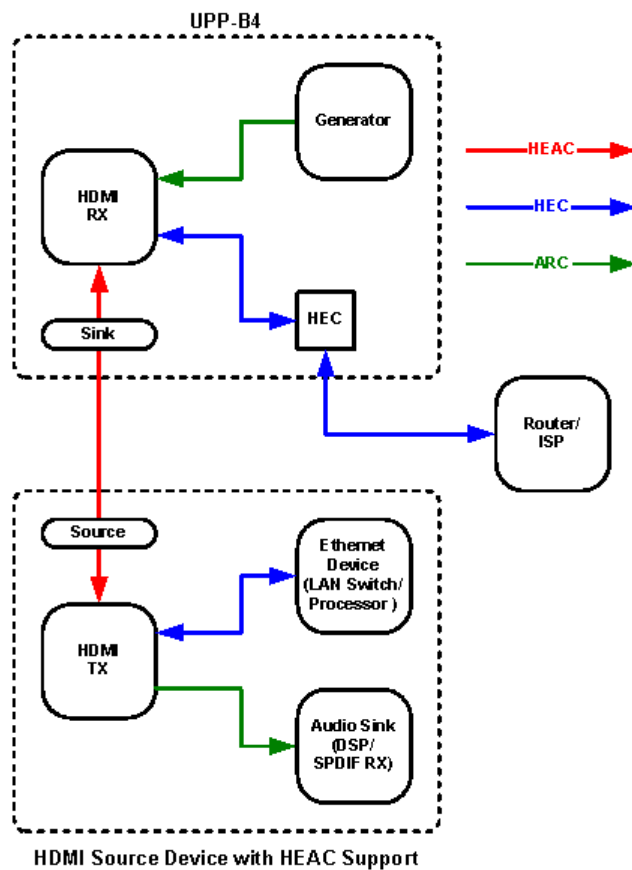 UPP-B4
Generator
HEAC
HDMI
RX
HEC
ARC
HEC
Sink
Router/
ISP
Source
Ethernet
Device
(LAN Switch/
Processor )
HDMI
TX
Audio Sink
(DSP/
SPDIF RX)
HDMI Source Device with HEAC Support